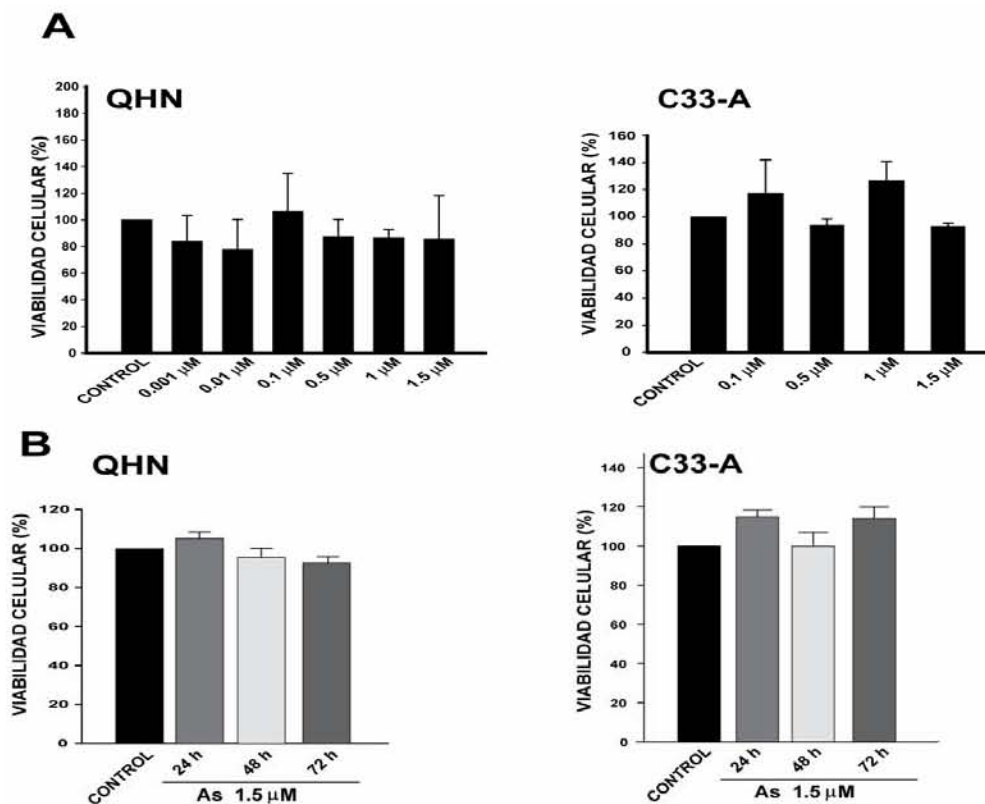 A
QHN
VIABILIDAD CELULAR (%)
200
180
160
140
120
100
80
60
40
20
0
CONTROL
0.001 µM
0.01 µM
0.1 µM
0.5 µM
1 µM
1.5 µM
C33-A
VIABILIDAD CELULAR (%)
160
140
120
100
80
60
40
20
0
CONTROL
0.1 µM
0.5 µM
1 µM
1.5 µM
B
QHN
VIABILIDAD CELULAR (%)
120
100
80
60
40
20
0
CONTROL
24 h
48 h
72 h
As 1.5 µM
C33-A
VIABILIDAD CELULAR (%)
140
120
100
80
60
40
20
0
CONTROL
24 h
48 h
72 h
As 1.5 µM